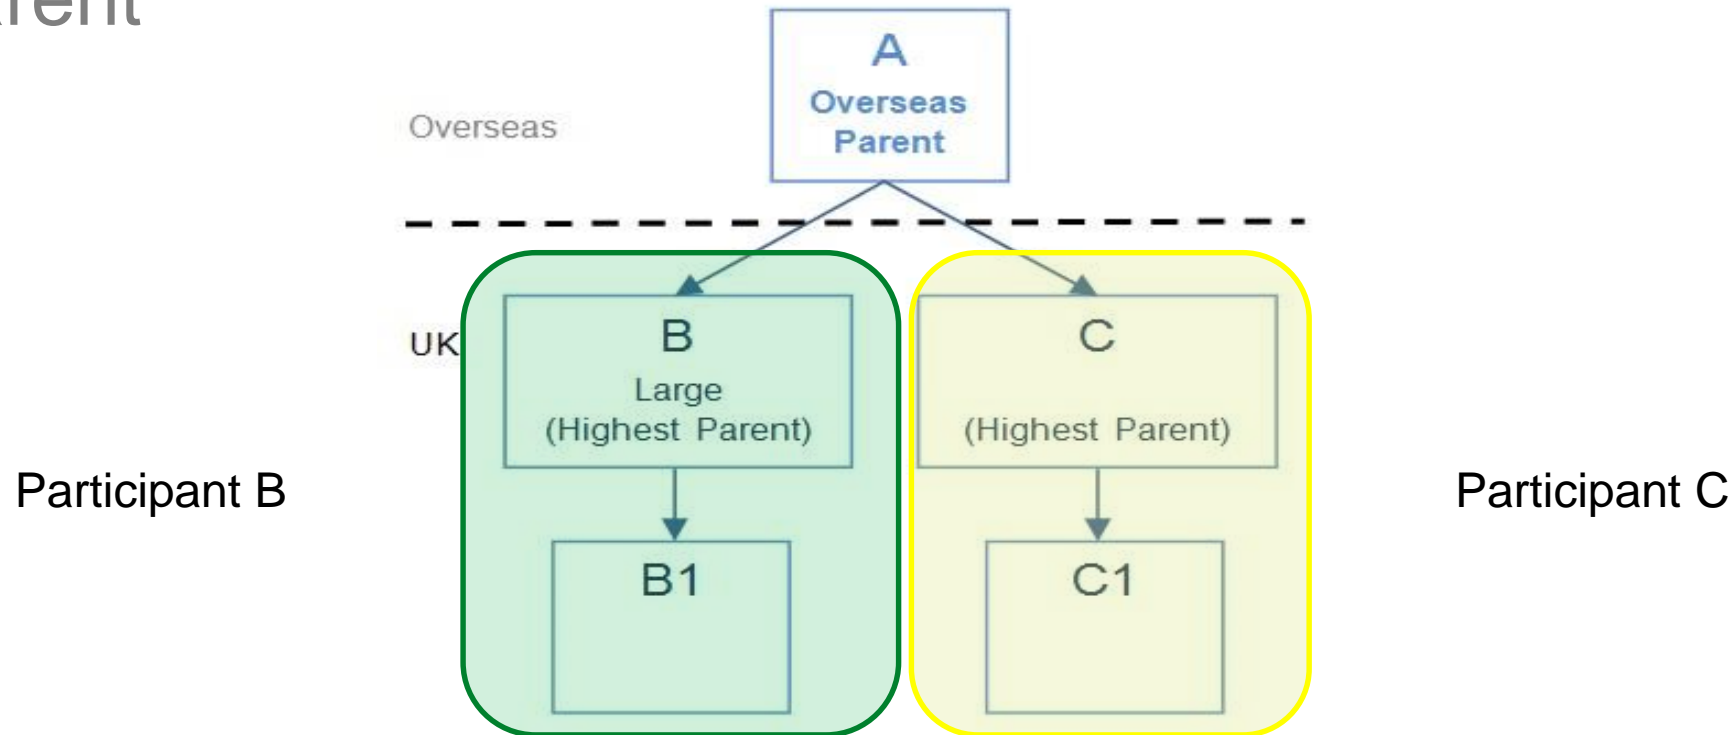 A
Overseas
Parent
Overseas
UK
B
Large
(Highest Parent)
C
(Highest Parent)
Participant B
Participant C
B1
C1